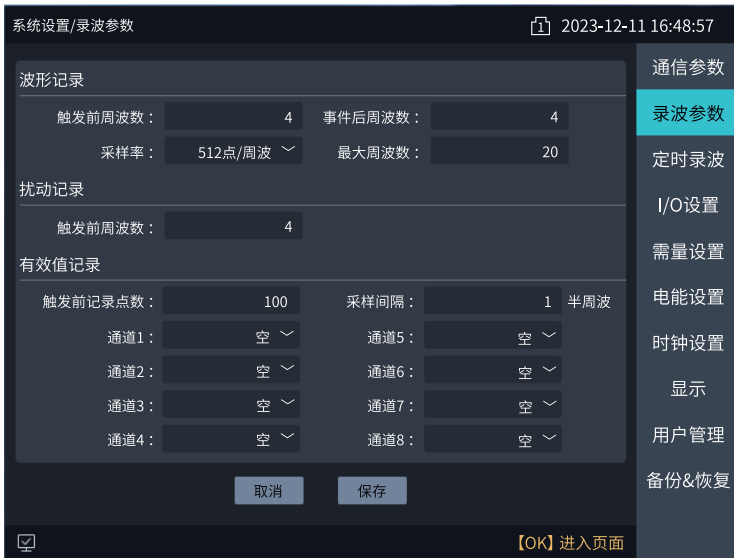 系统设置/录波参数
1 2023-12-11 16:48:57
波形记录
触发前周波数： 4 事件后周波数： 4
采样率： 512点/周波 最大周波数： 20
扰动记录
触发前周波数： 4
有效值记录
触发前记录点数： 100 采样间隔： 1 半周波
通道1： 空 通道5： 空
通道2： 空 通道6： 空
通道3： 空 通道7： 空
通道4： 空 通道8： 空
取消 保存
【OK】进入页面
通信参数
录波参数
定时录波
I/O设置
需量设置
电能设置
时钟设置
显示
用户管理
备份&恢复